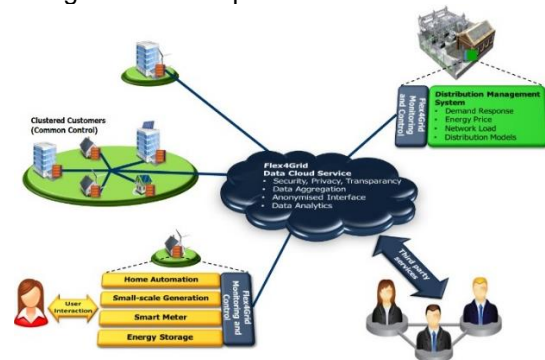 Clustered Customers
(Common Control)
Flex4Grid
Monitoring
and Control
Distribution Management
System
• Demand Response
• Energy Price
• Network Load
• Distribution Models
Flex4Grid
Data Cloud Service
• Security, Privacy, Transparency
• Data Aggregation
• Anonymised Interface
• Data Analytics
Third party
services
User
Interaction
Home Automation
Small-scale Generation
Smart Meter
Energy Storage
Flex4Grid
Monitoring and
Control